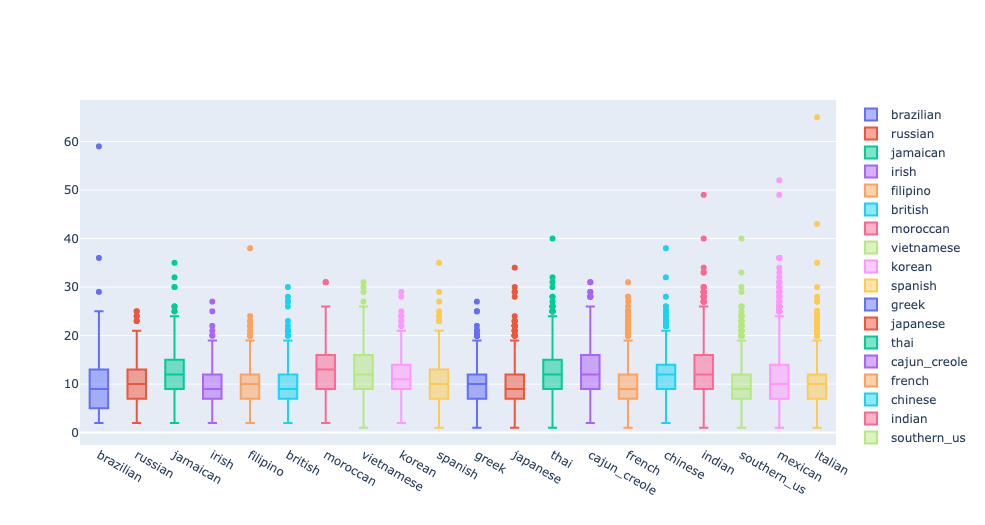 60
50
40
30
20
10
0
brazilian
russian
jamaican
irish
filipino
british
moroccan
vietnamese
korean
spanish
greek
japanese
thai
cajun_creole
french
chinese
indian
southern_us
mexican
italian
brazilian
russian
jamaican
irish
filipino
british
moroccan
vietnamese
korean
spanish
greek
japanese
thai
cajun_creole
french
chinese
indian
southern_us